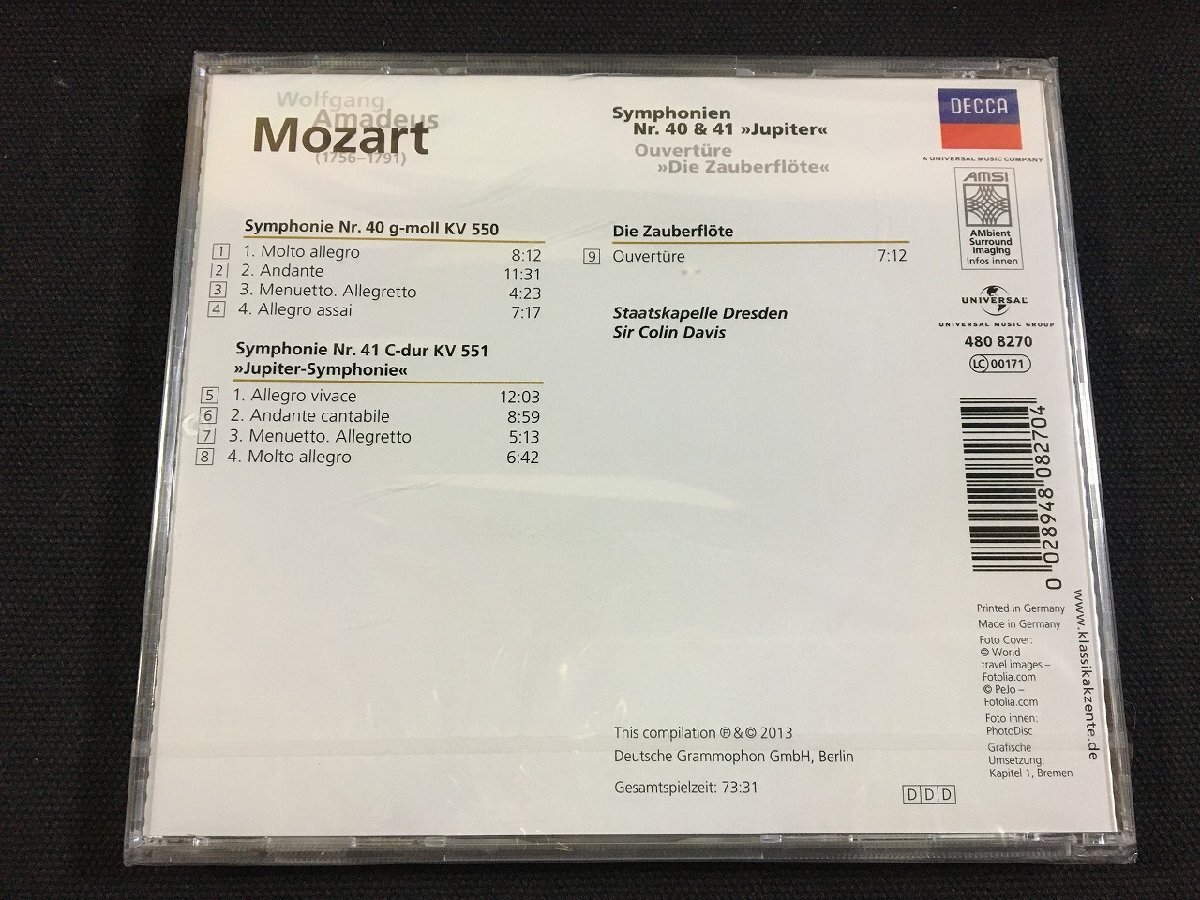 Wolfgang
Amadeus
Mozart
(1756–1791)
Symphonien
Nr. 40 & 41 »Jupiter«
Ouvertüre
»Die Zauberflöte«
DECCA
A UNIVERSAL MUSIC COMPANY
AMSI
AMbient
Surround
Imaging
Infos innen
UNIVERSAL
UNIVERSAL MUSIC GROUP
480 8270
LC 00171
Symphonie Nr. 40 g-moll KV 550
1 1. Molto allegro 8:12
2 2. Andante 11:31
3 3. Menuetto. Allegretto 4:23
4 4. Allegro assai 7:17
Symphonie Nr. 41 C-dur KV 551
»Jupiter-Symphonie«
5 1. Allegro vivace 12:03
6 2. Andante cantabile 8:59
7 3. Menuetto. Allegretto 5:13
8 4. Molto allegro 6:42
Die Zauberflöte
9 Ouvertüre 7:12
Staatskapelle Dresden
Sir Colin Davis
0 028948 082704
Printed in Germany
Made in Germany
Foto Cover:
© World
travel images –
Fotolia.com
© PeJo –
Fotolia.com
Foto innen:
PhotoDisc
Grafische
Umsetzung:
Kapitel 1, Bremen
www.klassikakzente.de
This compilation ℗ & © 2013
Deutsche Grammophon GmbH, Berlin
Gesamtspielzeit: 73:31
DDD